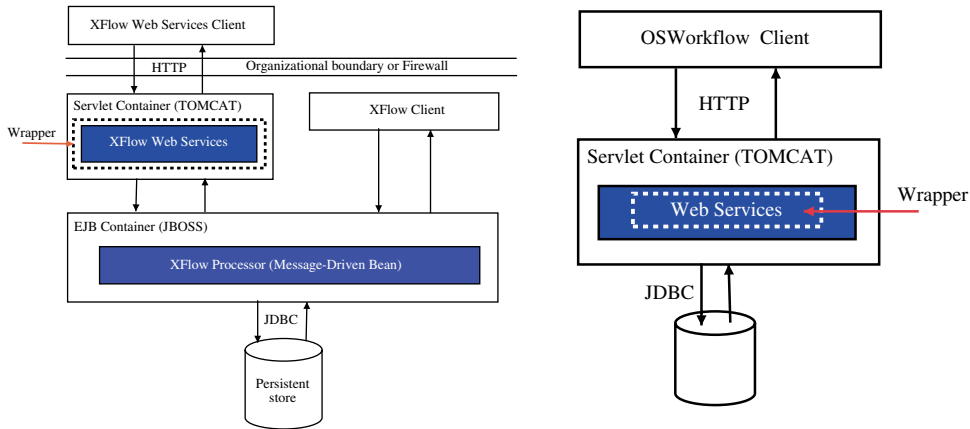 XFlow Web Services Client
HTTP
Organizational boundary or Firewall
Servlet Container (TOMCAT)
XFlow Client
Wrapper
XFlow Web Services
EJB Container (JBOSS)
XFlow Processor (Message-Driven Bean)
JDBC
Persistent
store
OSWorkflow Client
HTTP
Servlet Container (TOMCAT)
Wrapper
Web Services
JDBC